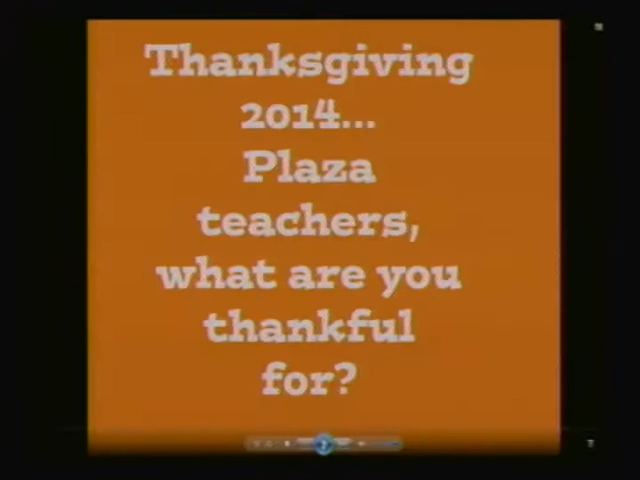 Thanksgiving
2014...
Plaza
teachers,
what are you
thankful
for?